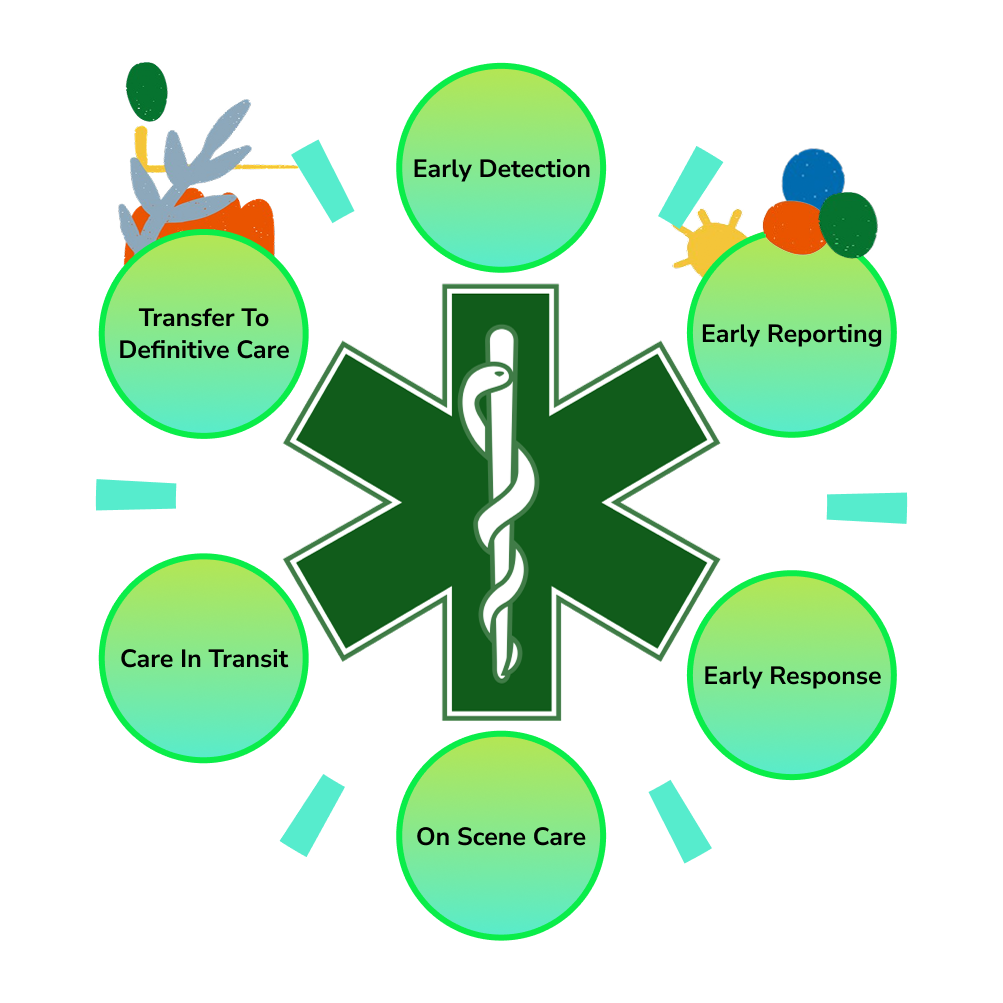 Early Detection
Early Reporting
Early Response
On Scene Care
Care In Transit
Transfer To
Definitive Care